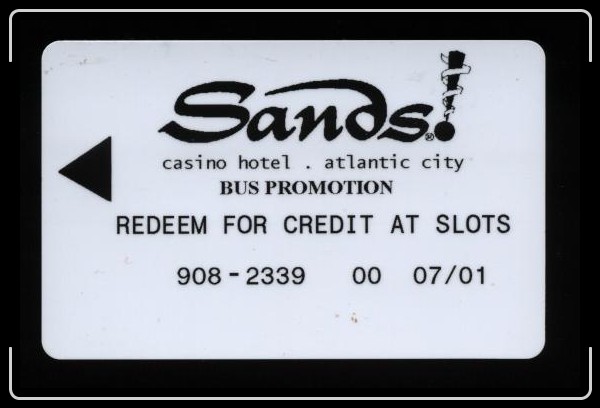 Sands!®
casino hotel . atlantic city
BUS PROMOTION
REDEEM FOR CREDIT AT SLOTS
908-2339 00 07/01